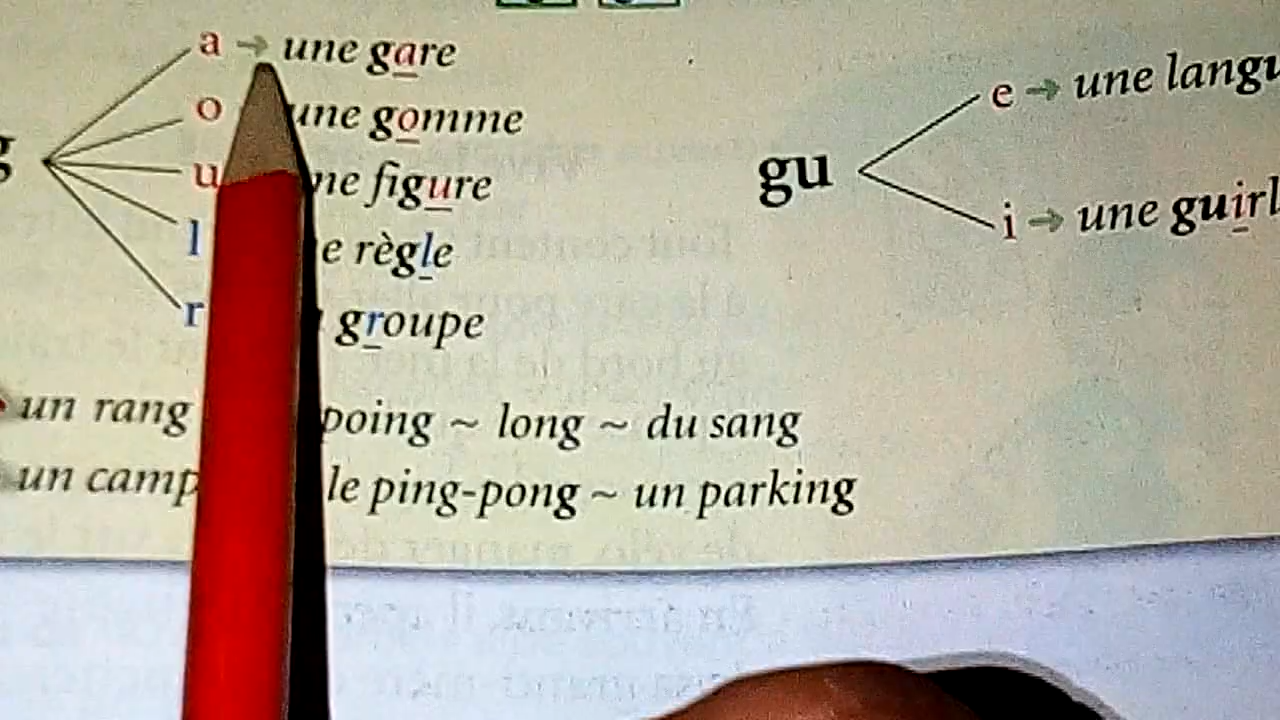 a → une gare
o une gomme
g u ne figure
l e règle
r groupe
gu
e → une langu
i → une guirl
un rang poing ~ long ~ du sang
un camp le ping-pong ~ un parking